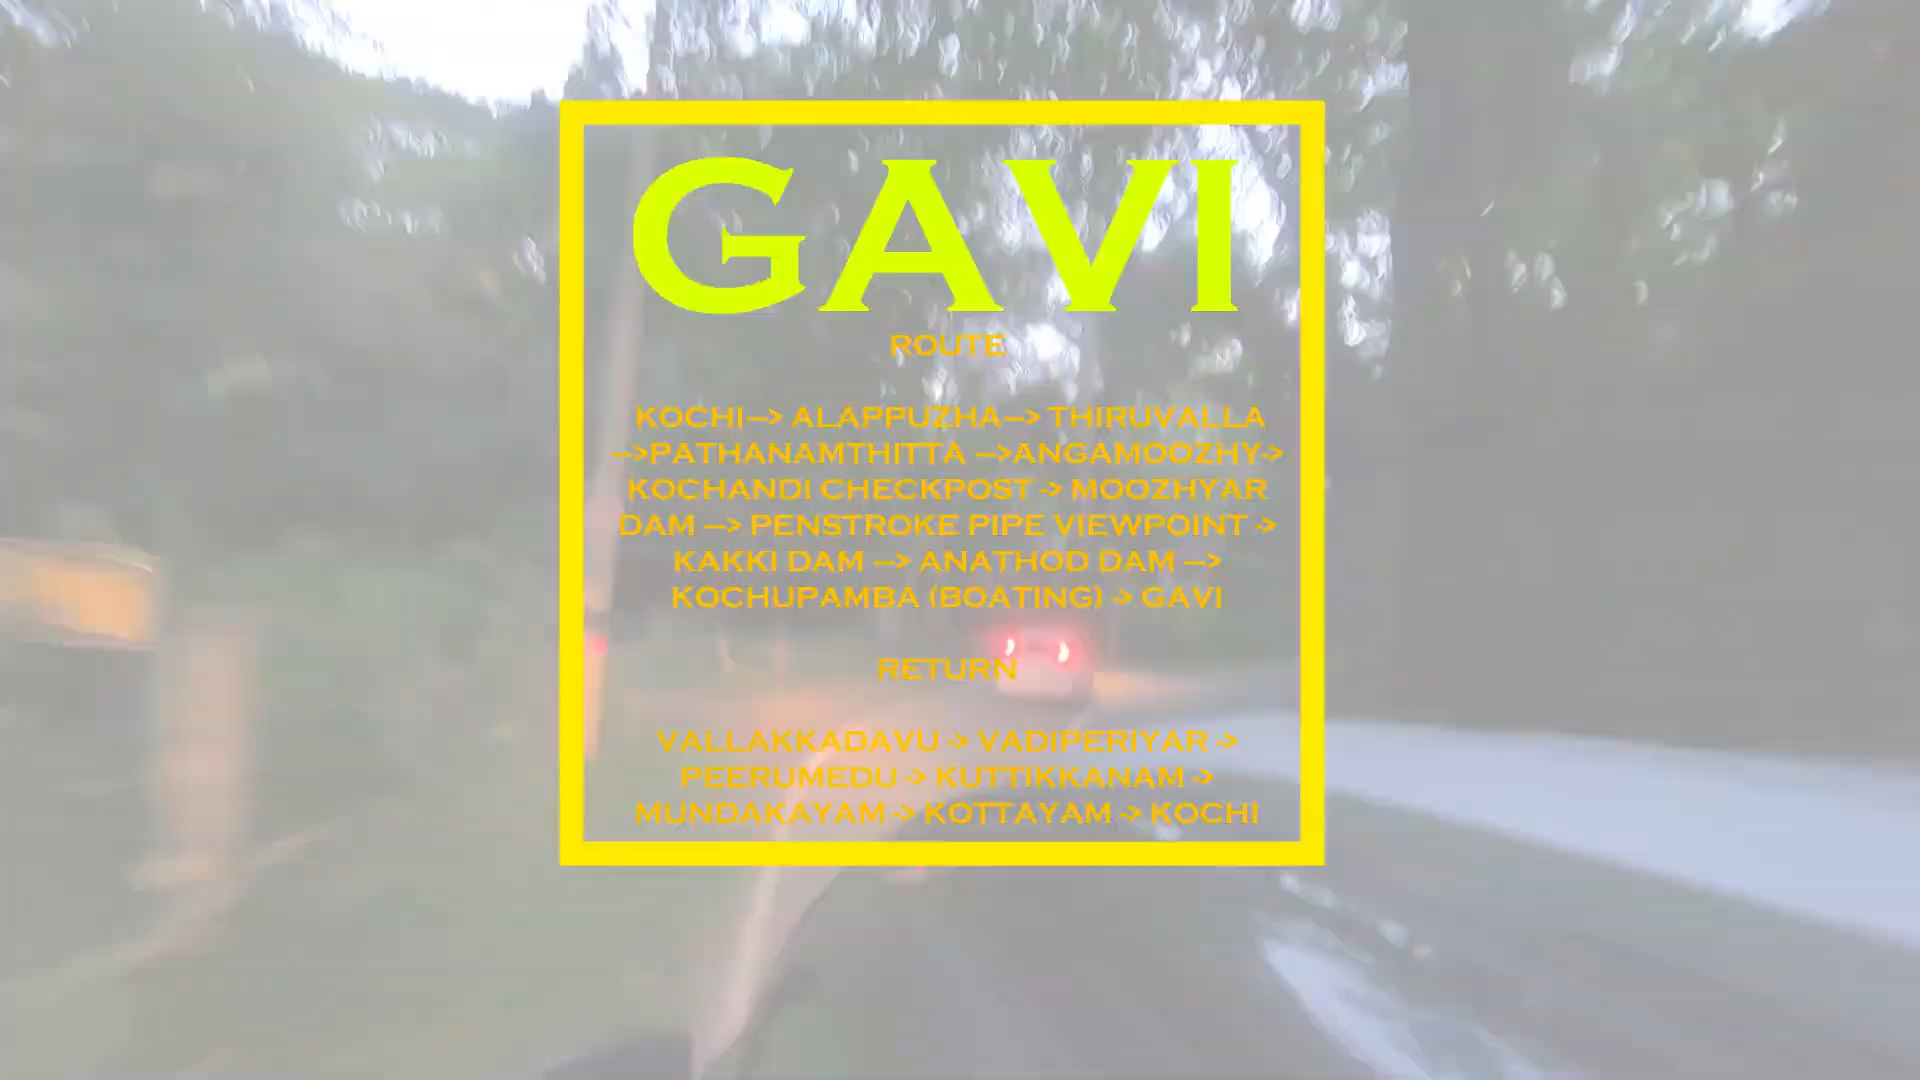 GAVI
ROUTE
KOCHI--> ALAPPUZHA--> THIRUVALLA
-->PATHANAMTHITTA -->ANGAMOOZHY->
KOCHANDI CHECKPOST -> MOOZHYAR
DAM --> PENSTROKE PIPE VIEWPOINT ->
KAKKI DAM --> ANATHOD DAM -->
KOCHUPAMBA (BOATING) -> GAVI
RETURN
VALLAKKADAVU -> VADIPERIYAR ->
PEERUMEDU -> KUTTIKKANAM ->
MUNDAKAYAM -> KOTTAYAM -> KOCHI